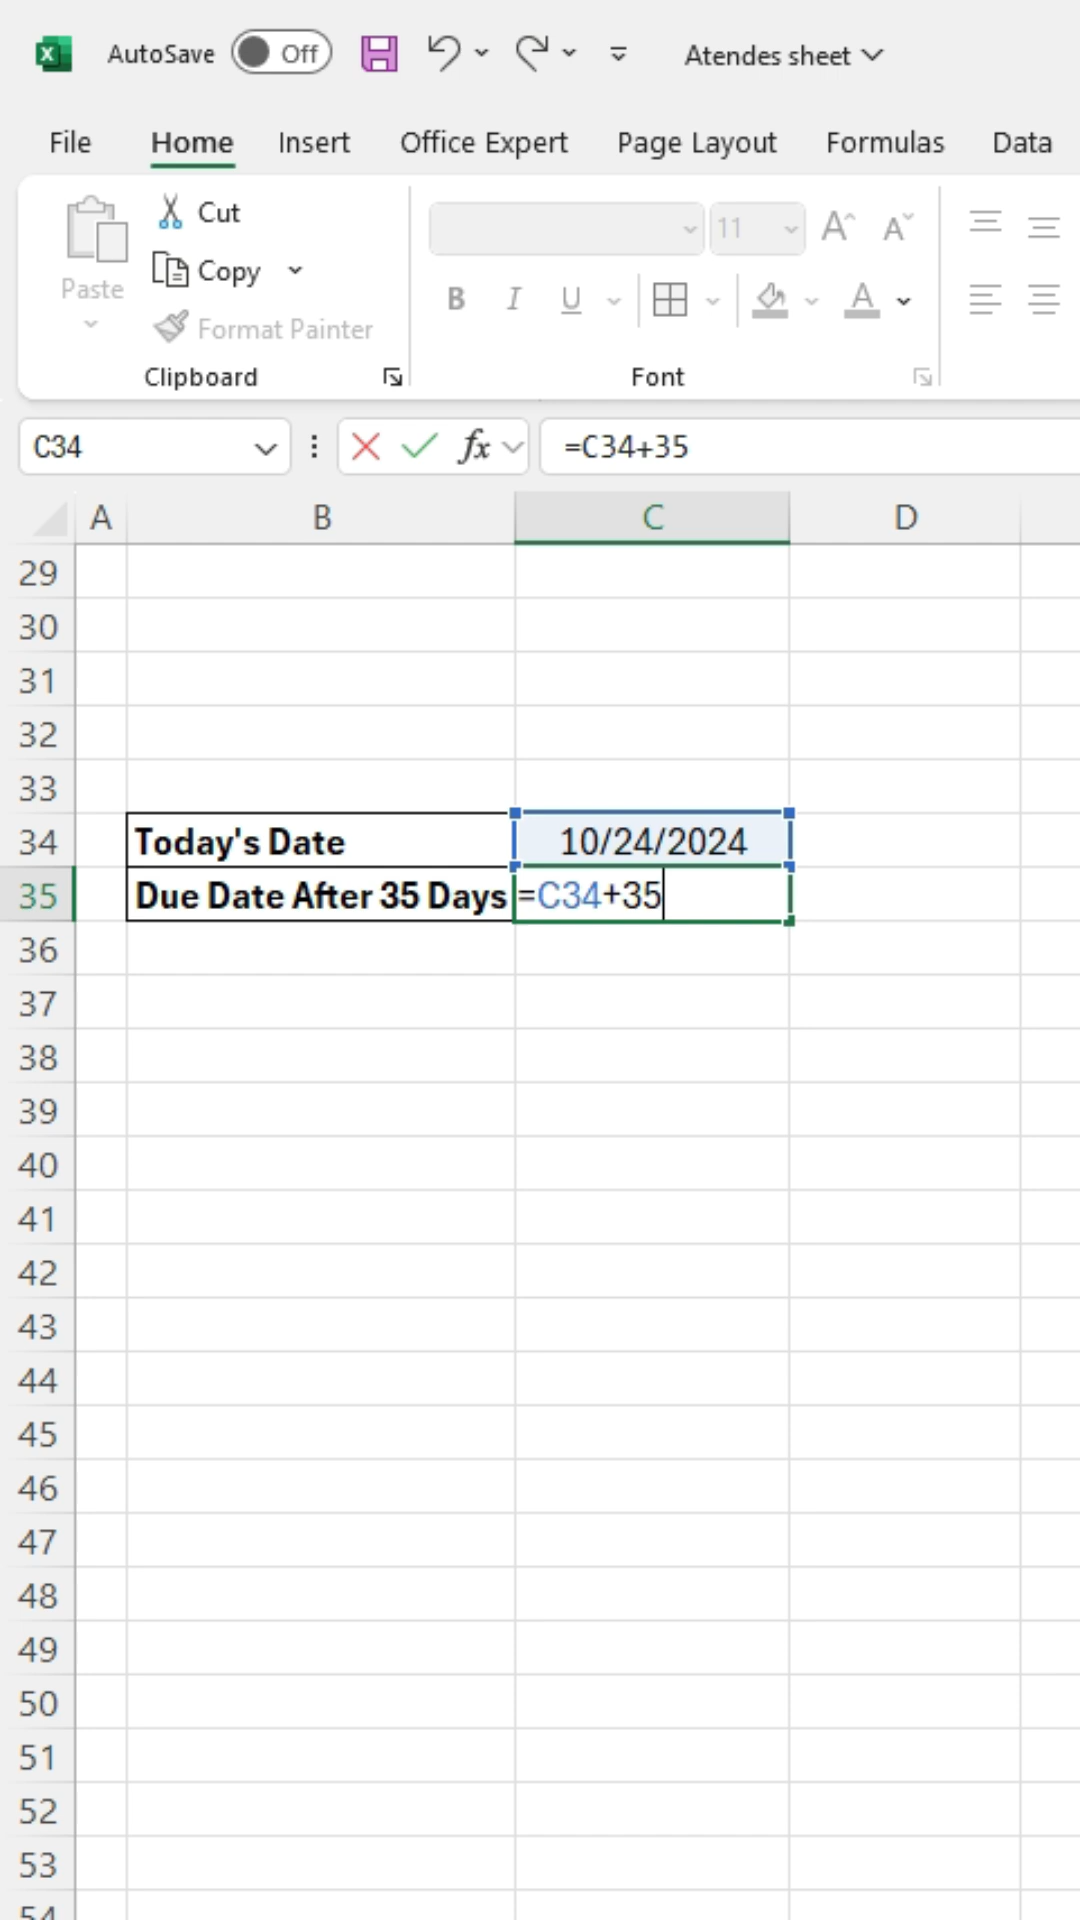 AutoSave Off Atendes sheet
File Home Insert Office Expert Page Layout Formulas Data
Cut
Copy
Paste
Format Painter
11
B I U A
Clipboard Font
C34 fx =C34+35
A B C D
29
30
31
32
33
34 Today's Date 10/24/2024
35 Due Date After 35 Days =C34+35
36
37
38
39
40
41
42
43
44
45
46
47
48
49
50
51
52
53
54